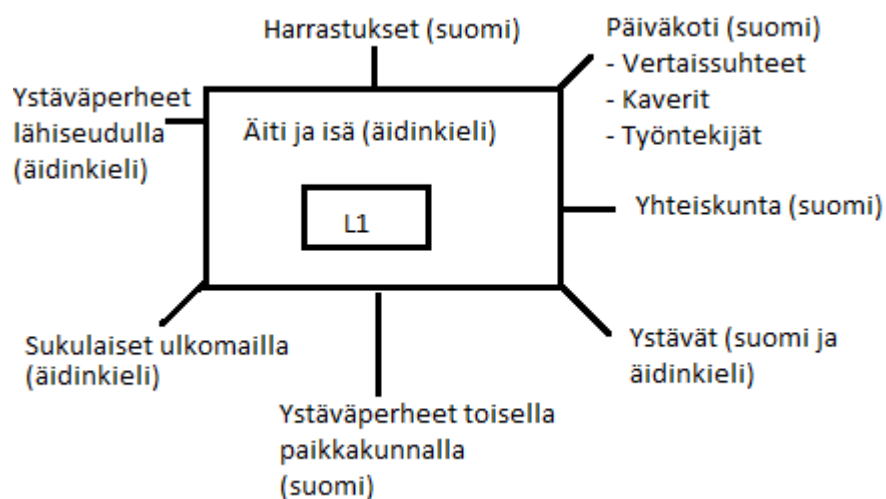 Harrastukset (suomi)
Päiväkoti (suomi)
- Vertaissuhteet
- Kaverit
- Työntekijät
Ystäväperheet
lähiseudulla
(äidinkieli)
Äiti ja isä (äidinkieli)
L1
Yhteiskunta (suomi)
Sukulaiset ulkomailla
(äidinkieli)
Ystävät (suomi ja
äidinkieli)
Ystäväperheet toisella
paikkakunnalla
(suomi)